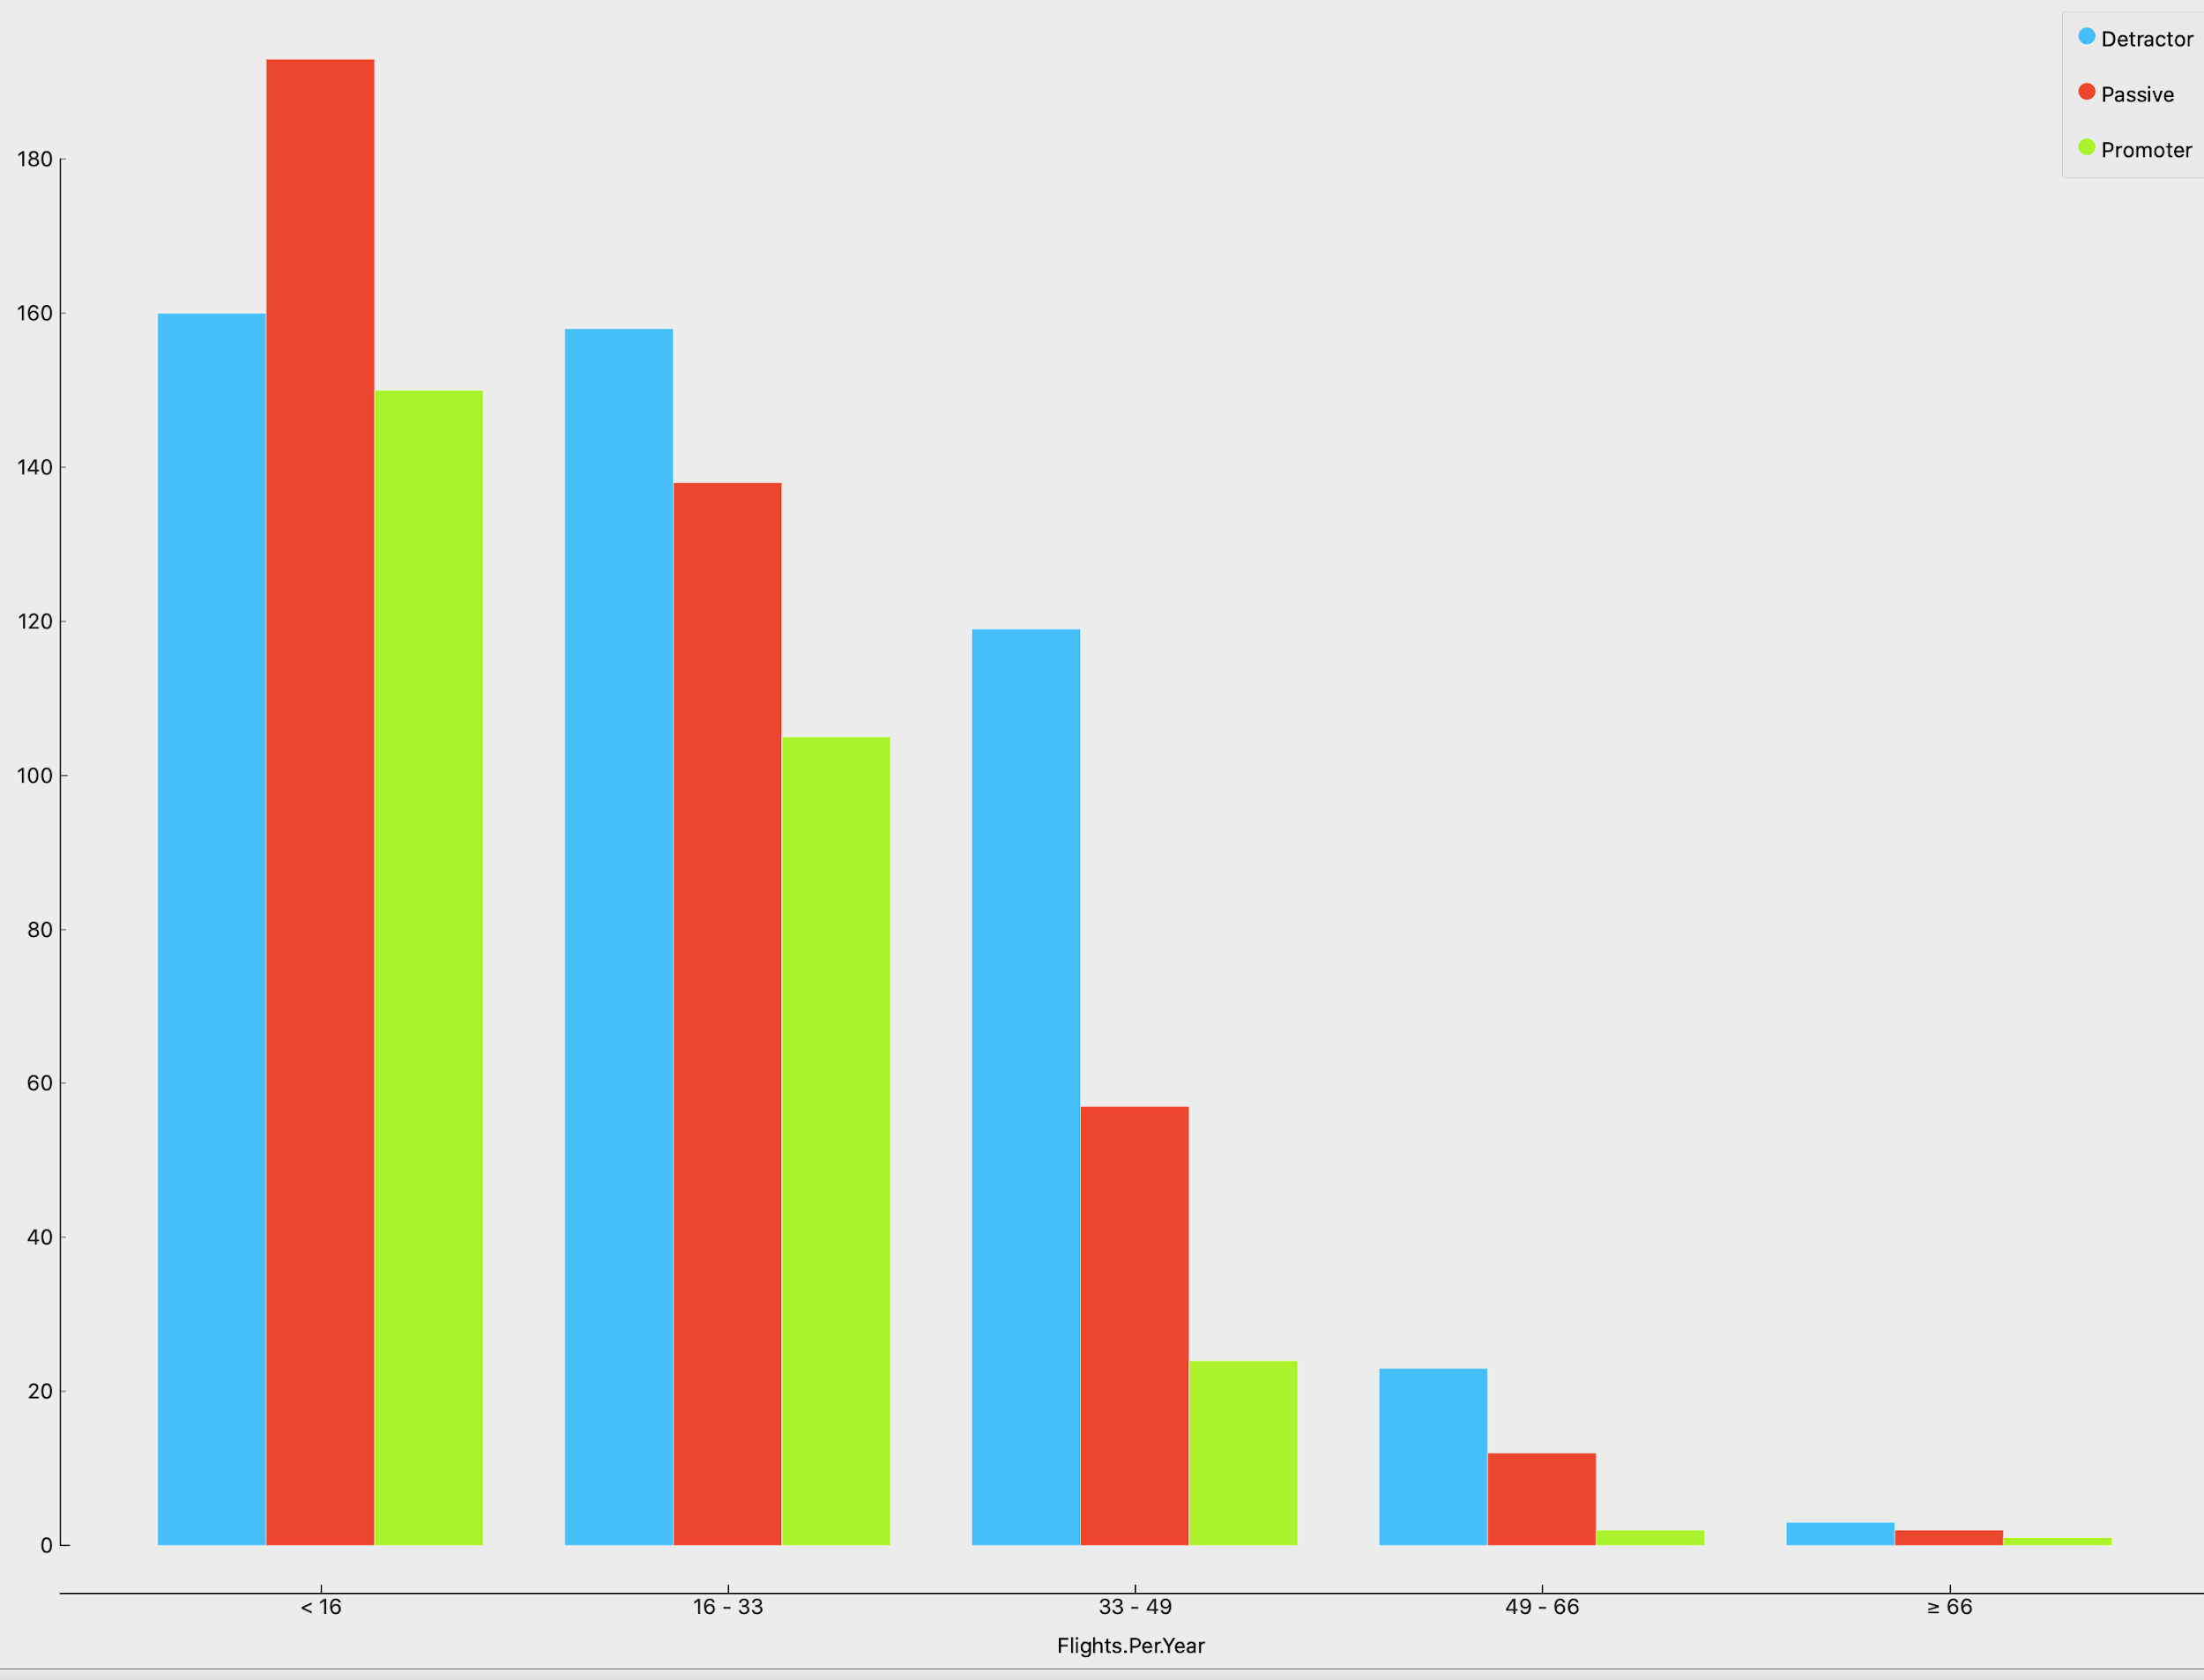 Detractor
Passive
Promoter
180
160
140
120
100
80
60
40
20
0
< 16
16 - 33
33 - 49
49 - 66
≥ 66
Flights.Per.Year